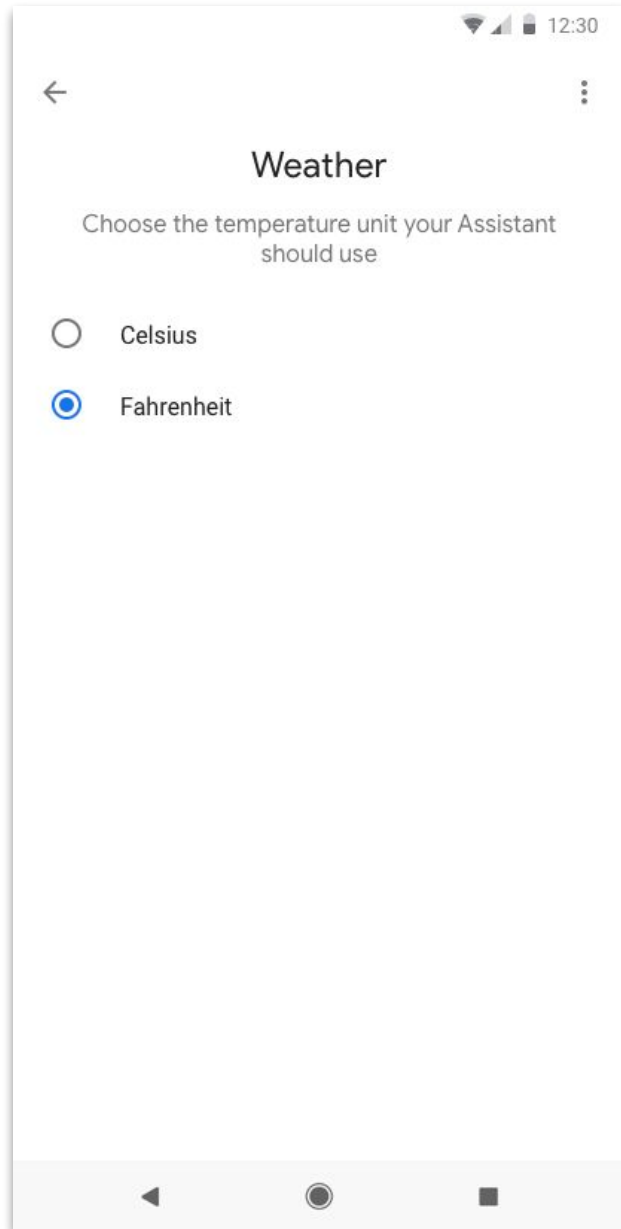 12:30
Weather
Choose the temperature unit your Assistant
should use
Celsius
Fahrenheit